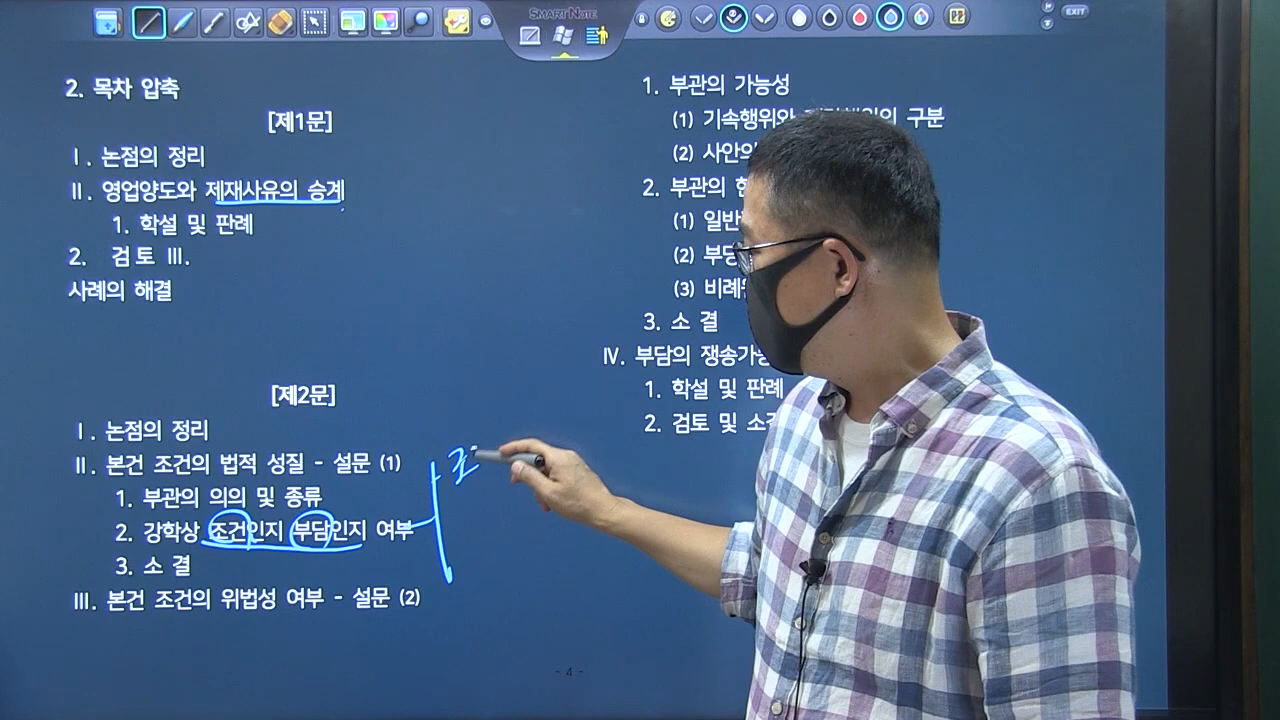 SMART NOTE
EXIT
2. 목차 압축
[제1문]
Ⅰ. 논점의 정리
Ⅱ. 영업양도와 제재사유의 승계
1. 학설 및 판례
2. 검토 Ⅲ.
사례의 해결
[제2문]
Ⅰ. 논점의 정리
Ⅱ. 본건 조건의 법적 성질 - 설문 (1)
1. 부관의 의의 및 종류
2. 강학상 조건인지 부담인지 여부
3. 소 결
Ⅲ. 본건 조건의 위법성 여부 - 설문 (2)
1. 부관의 가능성
(1) 기속행위와 구분
(2) 사안의
2. 부관의
(1) 일반
(2)
(3)
3. 소 결
Ⅳ. 부담의 쟁송가능
1. 학설 및 판례
2. 검토 및
- 4 -